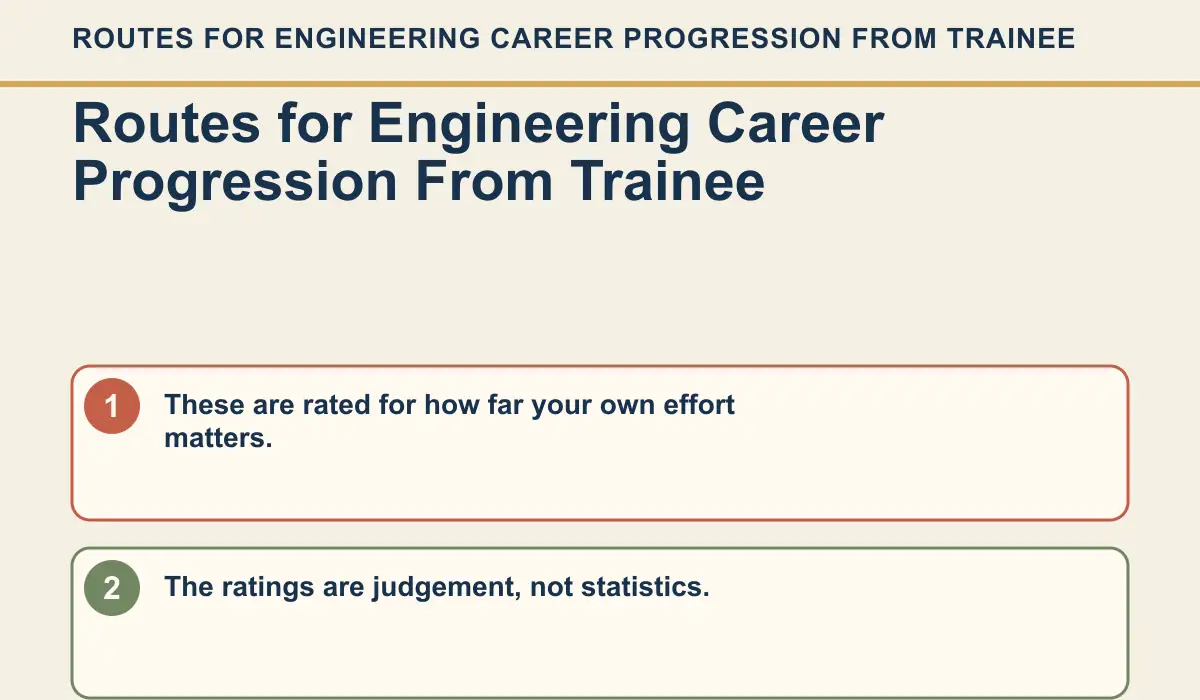 ROUTES FOR ENGINEERING CAREER PROGRESSION FROM TRAINEE
Routes for Engineering Career
Progression From Trainee
1
These are rated for how far your own effort
matters.
2
The ratings are judgement, not statistics.